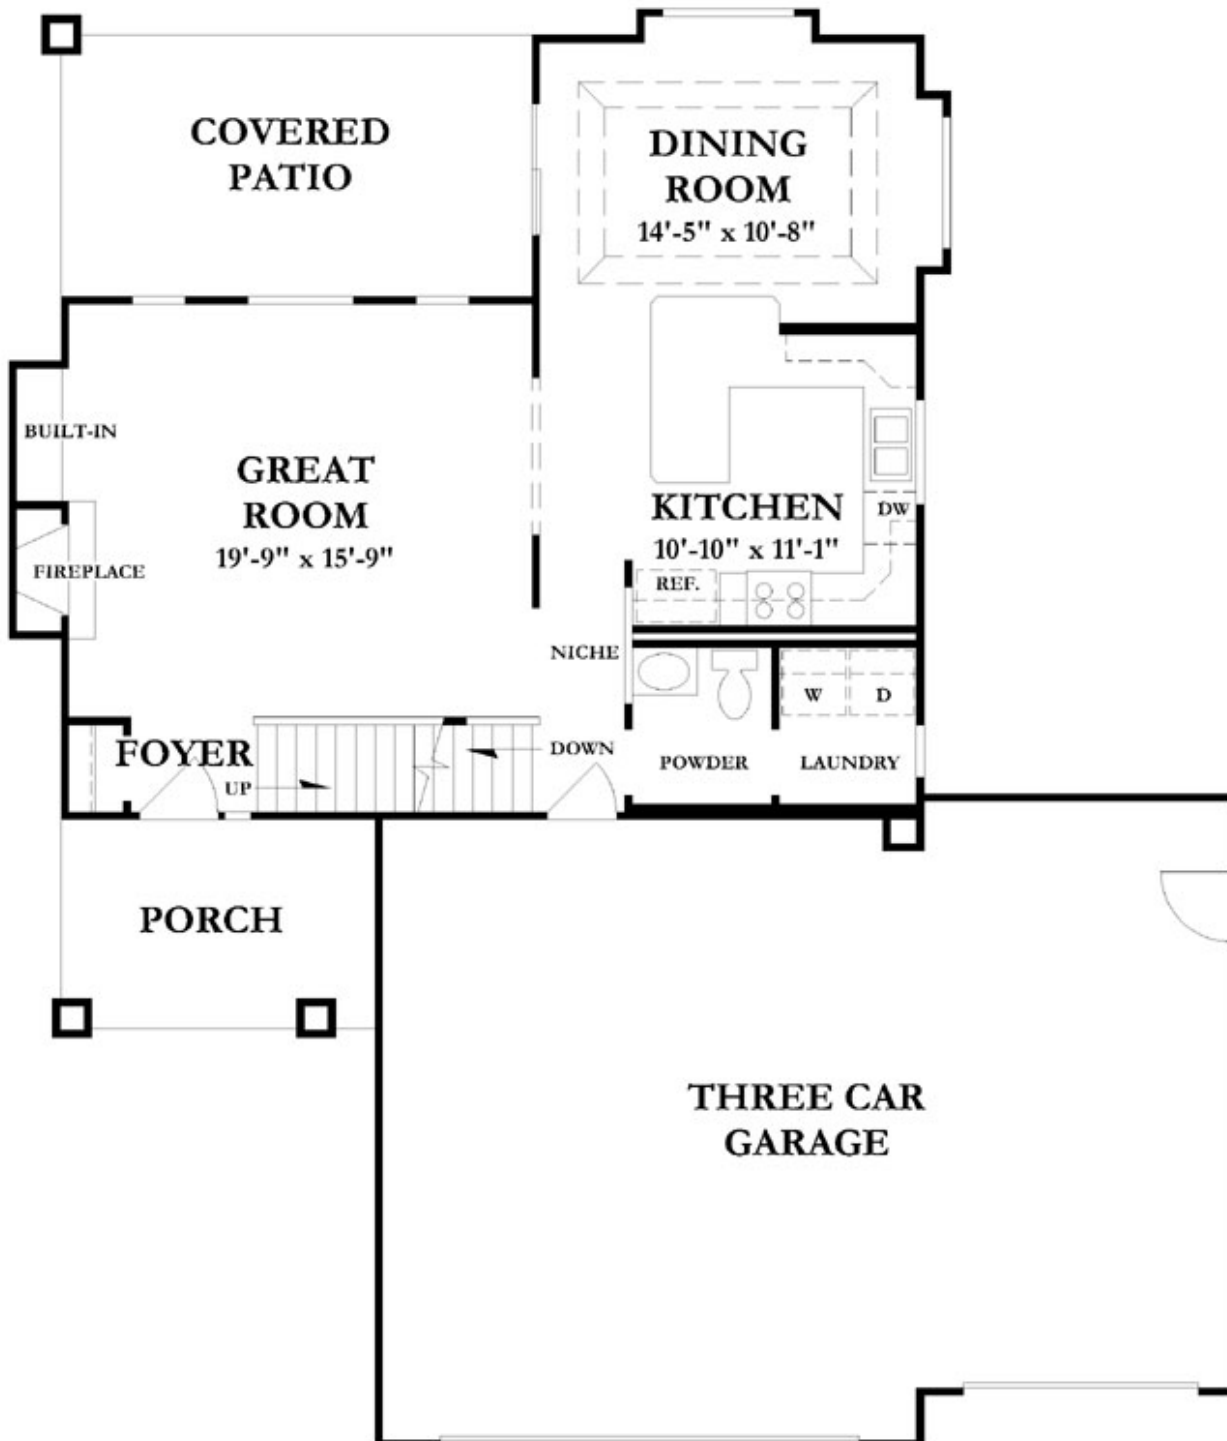 COVERED
PATIO
DINING
ROOM
14'-5" x 10'-8"
BUILT-IN
GREAT
ROOM
19'-9" x 15'-9"
FIREPLACE
KITCHEN
10'-10" x 11'-1"
DW
REF.
NICHE
W
D
FOYER
UP
DOWN
POWDER
LAUNDRY
PORCH
THREE CAR
GARAGE